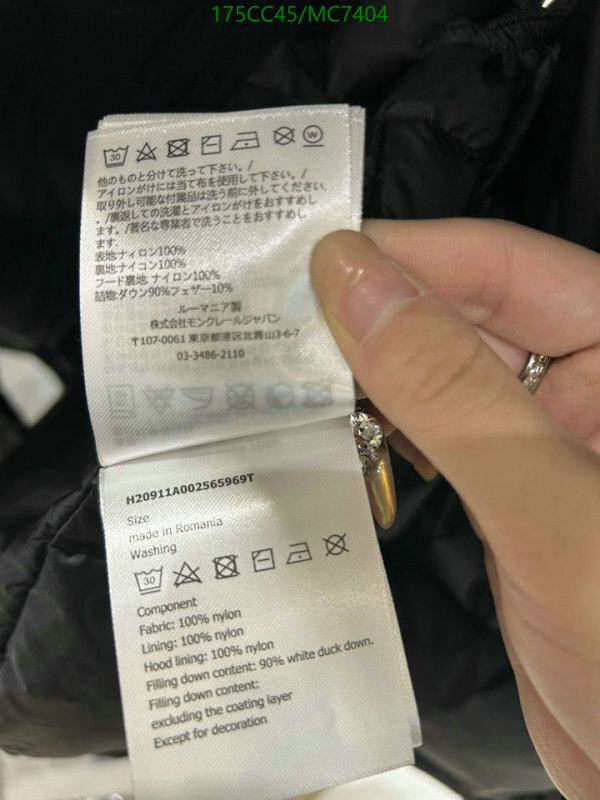 175CC45/MC7404
30
W
他のものと分けて洗って下さい。/
アイロンがけには当て布を使用して下さい。/
取り外し可能な付属品は洗う前に外してください
。/裏返しての洗濯とアイロンがけをおすすめし
ます。/著名な専業者で洗うことをおすすめし
ます.
表地:ナイロン100%
裏地:ナイコン100%
フード裏地:ナイロン100%
詰物:ダウン90%フェザー10%
ルーマニア製
株式会社モンクレールジャパン
〒107-0061 東京都港区北青山3-6-7
03-3486-2110
H20911A002565969T
Size
made in Romania
Washing
30
Component
Fabric: 100% nylon
Lining: 100% nylon
Hood lining: 100% nylon
Filling down content: 90% white duck down.
Filling down content:
excluding the coating layer
Except for decoration